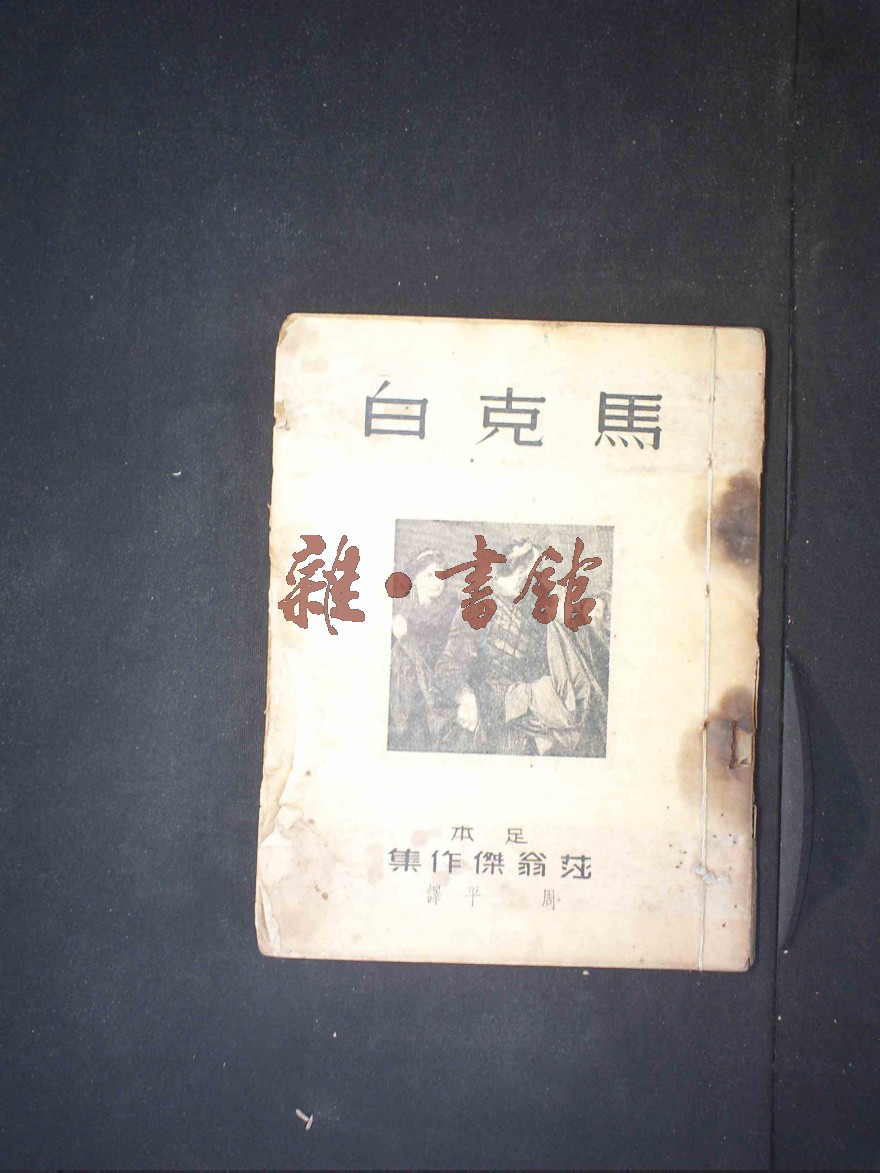 馬克白
雜·書館
足本
莎翁傑作集
周平譯